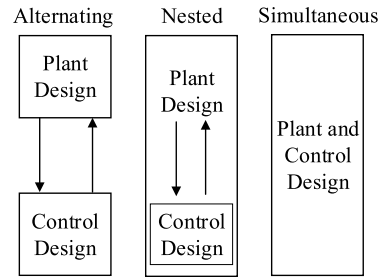 Alternating
Plant
Design
Control
Design
Nested
Plant
Design
Control
Design
Simultaneous
Plant and
Control
Design